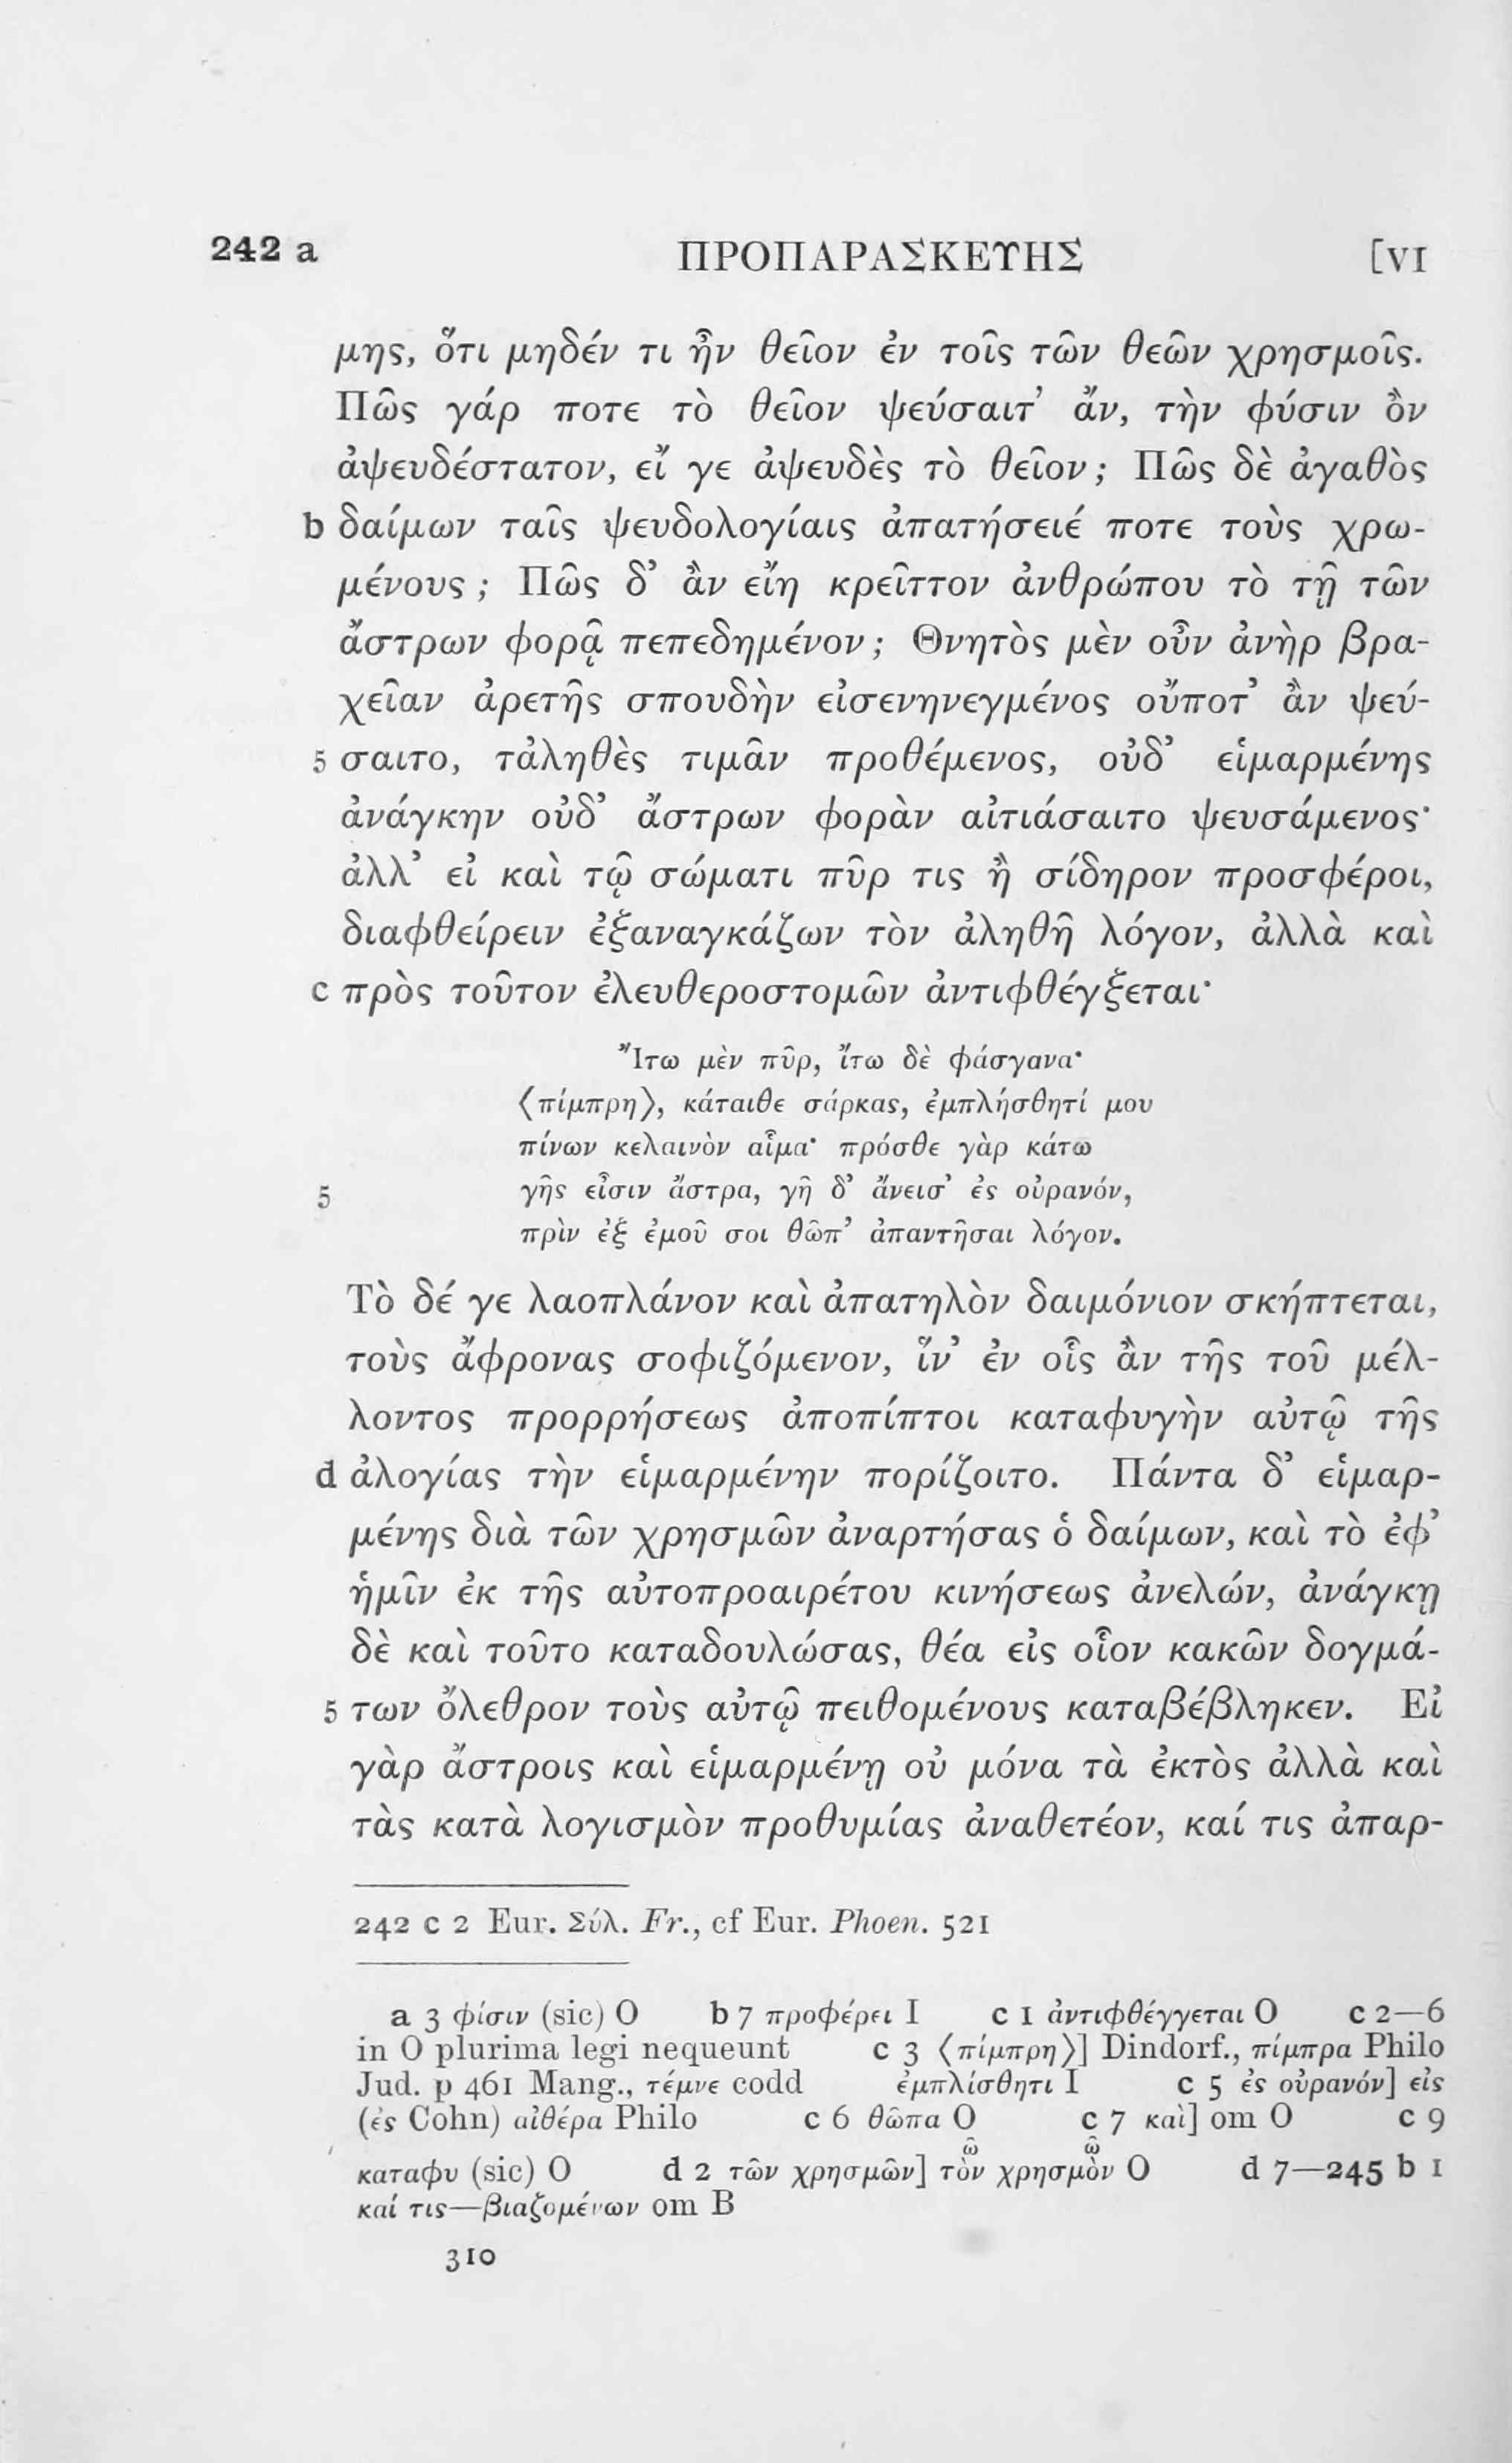 242 a ΠΡΟΠΑΡΑΣΚΕΥΗΣ [VI
μης, ὅτι μηδέν τι ἦν θεῖον ἐν τοῖς τῶν θεῶν χρησμοῖς.
Πῶς γάρ ποτε τὸ θεῖον ψεύσαιτ’ ἄν, τὴν φύσιν ὂν
ἀψευδέστατον, εἴ γε ἀψευδὲς τὸ θεῖον; Πῶς δὲ ἀγαθὸς
b δαίμων ταῖς ψευδολογίαις ἀπατήσειέ ποτε τοὺς χρω-
μένους; Πῶς δ’ ἂν εἴη κρεῖττον ἀνθρώπου τὸ τῇ τῶν
ἄστρων φορᾷ πεπεδημένον; Θνητὸς μὲν οὖν ἀνὴρ βρα-
χεῖαν ἀρετῆς σπουδὴν εἰσενηνεγμένος οὔποτ’ ἂν ψεύ-
5 σαιτο, τἀληθὲς τιμᾶν προθέμενος, οὐδ’ εἱμαρμένης
ἀνάγκην οὐδ’ ἄστρων φορὰν αἰτιάσαιτο ψευσάμενος·
ἀλλ’ εἰ καὶ τῷ σώματι πῦρ τις ἢ σίδηρον προσφέροι,
διαφθείρειν ἐξαναγκάζων τὸν ἀληθῆ λόγον, ἀλλὰ καὶ
c πρὸς τοῦτον ἐλευθεροστομῶν ἀντιφθέγξεται·
Ἴτω μὲν πῦρ, ἴτω δὲ φάσγανα·
⟨πίμπρη⟩, κάταιθε σάρκας, ἐμπλήσθητί μου
πίνων κελαινὸν αἷμα· πρόσθε γὰρ κάτω
5 γῆς εἶσιν ἄστρα, γῆ δ’ ἄνεισ’ ἐς οὐρανόν,
πρὶν ἐξ ἐμοῦ σοι θῶπ’ ἀπαντῆσαι λόγον.
Τὸ δέ γε λαοπλάνον καὶ ἀπατηλὸν δαιμόνιον σκήπτεται,
τοὺς ἄφρονας σοφιζόμενον, ἵν’ ἐν οἷς ἂν τῆς τοῦ μέλ-
λοντος προρρήσεως ἀποπίπτοι καταφυγὴν αὐτῷ τῆς
d ἀλογίας τὴν εἱμαρμένην πορίζοιτο. Πάντα δ’ εἱμαρ-
μένης διὰ τῶν χρησμῶν ἀναρτήσας ὁ δαίμων, καὶ τὸ ἐφ’
ἡμῖν ἐκ τῆς αὐτοπροαιρέτου κινήσεως ἀνελών, ἀνάγκῃ
δὲ καὶ τοῦτο καταδουλώσας, θέα εἰς οἷον κακῶν δογμά-
5 των ὄλεθρον τοὺς αὐτῷ πειθομένους καταβέβληκεν. Εἰ
γὰρ ἄστροις καὶ εἱμαρμένῃ οὐ μόνα τὰ ἐκτὸς ἀλλὰ καὶ
τὰς κατὰ λογισμὸν προθυμίας ἀναθετέον, καί τις ἀπαρ-
242 c 2 Eur. Σύλ. Fr., cf Eur. Phoen. 521
a 3 φίσιν (sic) O b 7 προφέρει I c 1 ἀντιφθέγγεται O c 2—6
in O plurima legi nequeunt c 3 ⟨πίμπρη⟩] Dindorf., πίμπρα Philo
Jud. p 461 Mang., τέμνε codd ἐμπλίσθητι I c 5 ἐς οὐρανόν] εἰς
(ἐς Cohn) αἰθέρα Philo c 6 θῶπα O c 7 καὶ] om O c 9
καταφυ (sic) O d 2 τῶν χρησμῶν] τὸν χρησμὸν O d 7—245 b 1
ῶ ῶ
καί τις—βιαζομένων om B
310